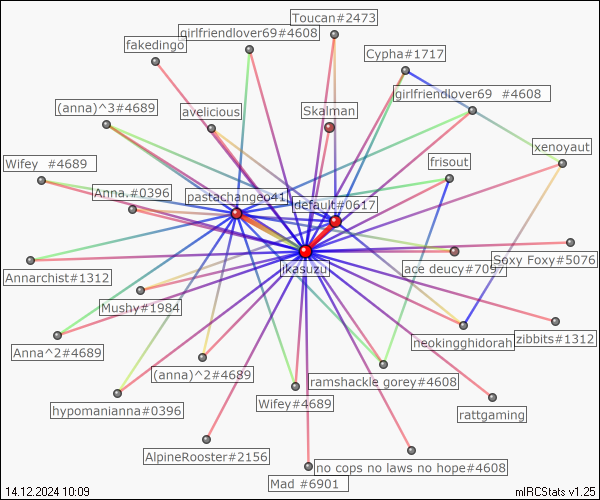 Toucan#2473
girlfriendlover69#4608
fakedingo
Cypha#1717
girlfriendlover69  #4608
(anna)^3#4689
avelicious
Skalman
xenoyaut
Wifey  #4689
frisout
Anna.#0396
pastachangeo41
default#0617
ikasuzu
ace deucy#7097
Soxy Foxy#5076
Annarchist#1312
Mushy#1984
zibbits#1312
neokingghidorah
Anna^2#4689
(anna)^2#4689
ramshackle gorey#4608
Wifey#4689
hypomanianna#0396
rattgaming
AlpineRooster#2156
no cops no laws no hope#4608
Mad  #6901
14.12.2024 10:09
mIRCStats v1.25